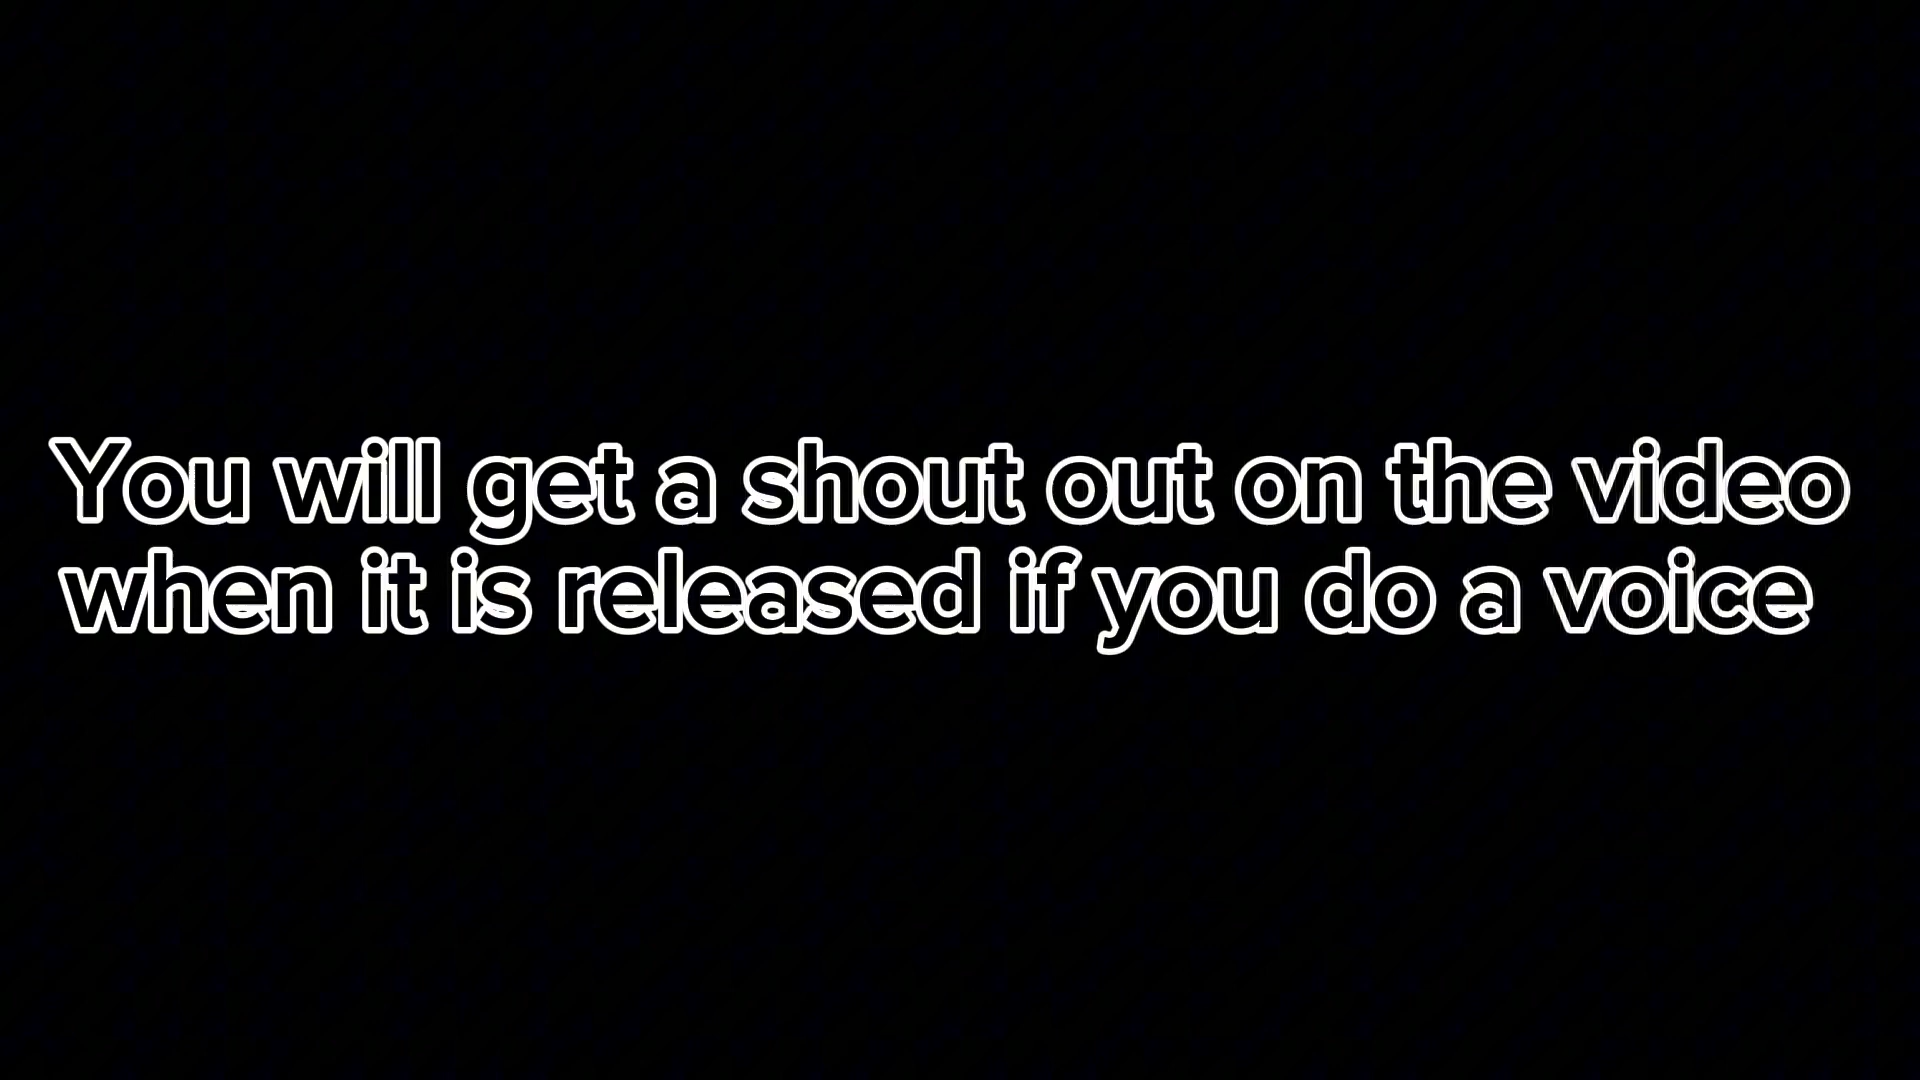 You will get a shout out on the video
when it is released if you do a voice